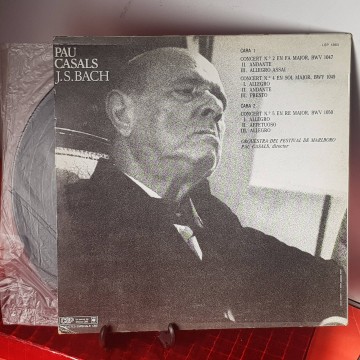 PAU
CASALS
J.S.BACH
CARA 1
CONCERT N.º 2 EN FA MAJOR, BWV 1047
II. ANDANTE
III. ALLEGRO ASSAI
CONCERT N.º 4 EN SOL MAJOR, BWV 1049
I. ALLEGRO
II. ANDANTE
III. PRESTO
CARA 2
CONCERT N.º 5 EN RE MAJOR, BWV 1050
I. ALLEGRO
II. AFFETUOSO
III. ALLEGRO
ORQUESTRA DEL FESTIVAL DE MARLBORO
PAU CASALS, director